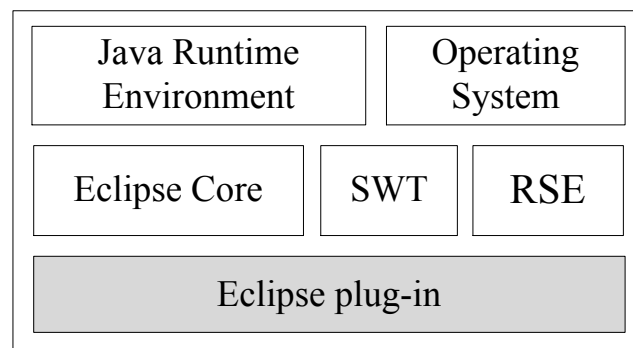 Java Runtime
Environment
Operating
System
Eclipse Core
SWT
RSE
Eclipse plug-in